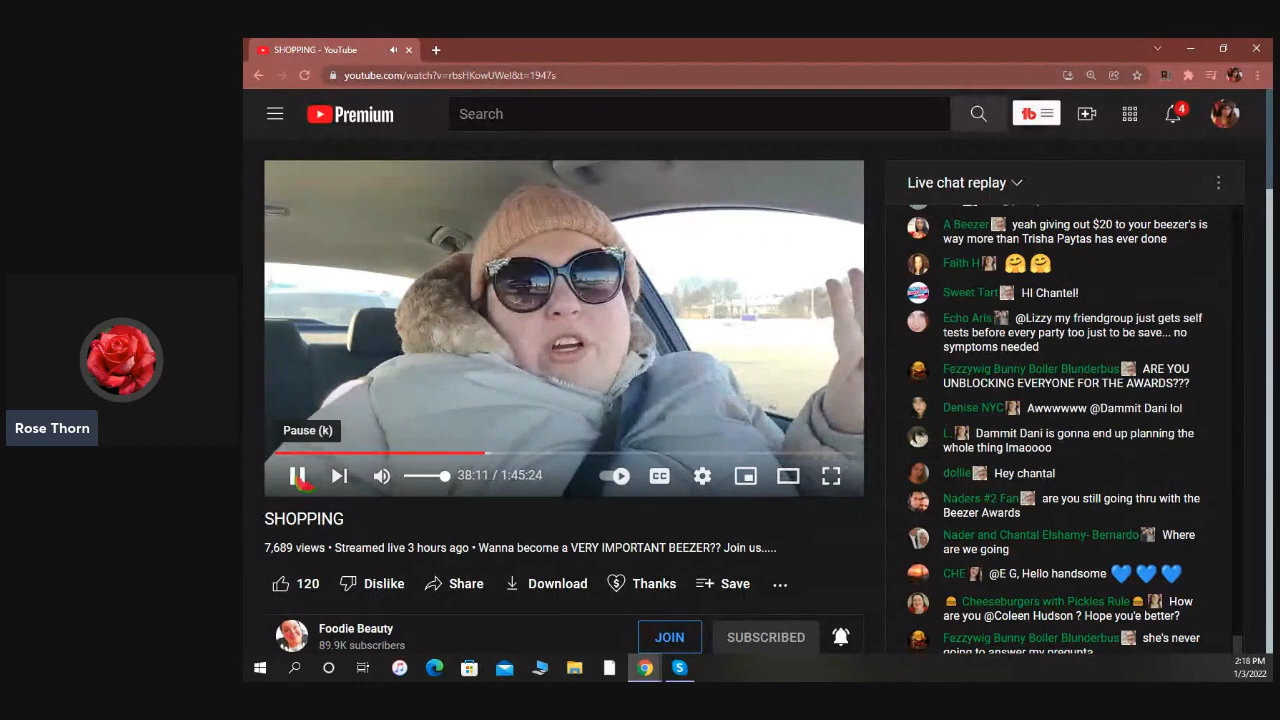 SHOPPING - YouTube
youtube.com/watch?v=rbsHKowUWeI&t=1947s
Premium
Search
4
Live chat replay
A Beezer yeah giving out $20 to your beezer's is
way more than Trisha Paytas has ever done
Faith H
Sweet Tart HI Chantel!
Echo Aris @Lizzy my friendgroup just gets self
tests before every party too just to be save... no
symptoms needed
Fezzywig Bunny Boiler Blunderbus ARE YOU
UNBLOCKING EVERYONE FOR THE AWARDS???
Denise NYC Awwwwww @Dammit Dani lol
L. Dammit Dani is gonna end up planning the
whole thing lmaoooo
dollie Hey chantal
Naders #2 Fan are you still going thru with the
Beezer Awards
Nader and Chantal Elshamy- Bernardo Where
are we going
CHE @E G, Hello handsome 💙💙💙
🍔 Cheeseburgers with Pickles Rule 🍔 How
are you @Coleen Hudson ? Hope you'e better?
Fezzywig Bunny Boiler Blunderbus she's never
going to answer my pregunta
Rose Thorn
Pause (k)
38:11 / 1:45:24
CC
SHOPPING
7,689 views • Streamed live 3 hours ago • Wanna become a VERY IMPORTANT BEEZER?? Join us.....
120 Dislike Share Download Thanks Save ...
Foodie Beauty
89.9K subscribers
JOIN SUBSCRIBED
2:18 PM
1/3/2022